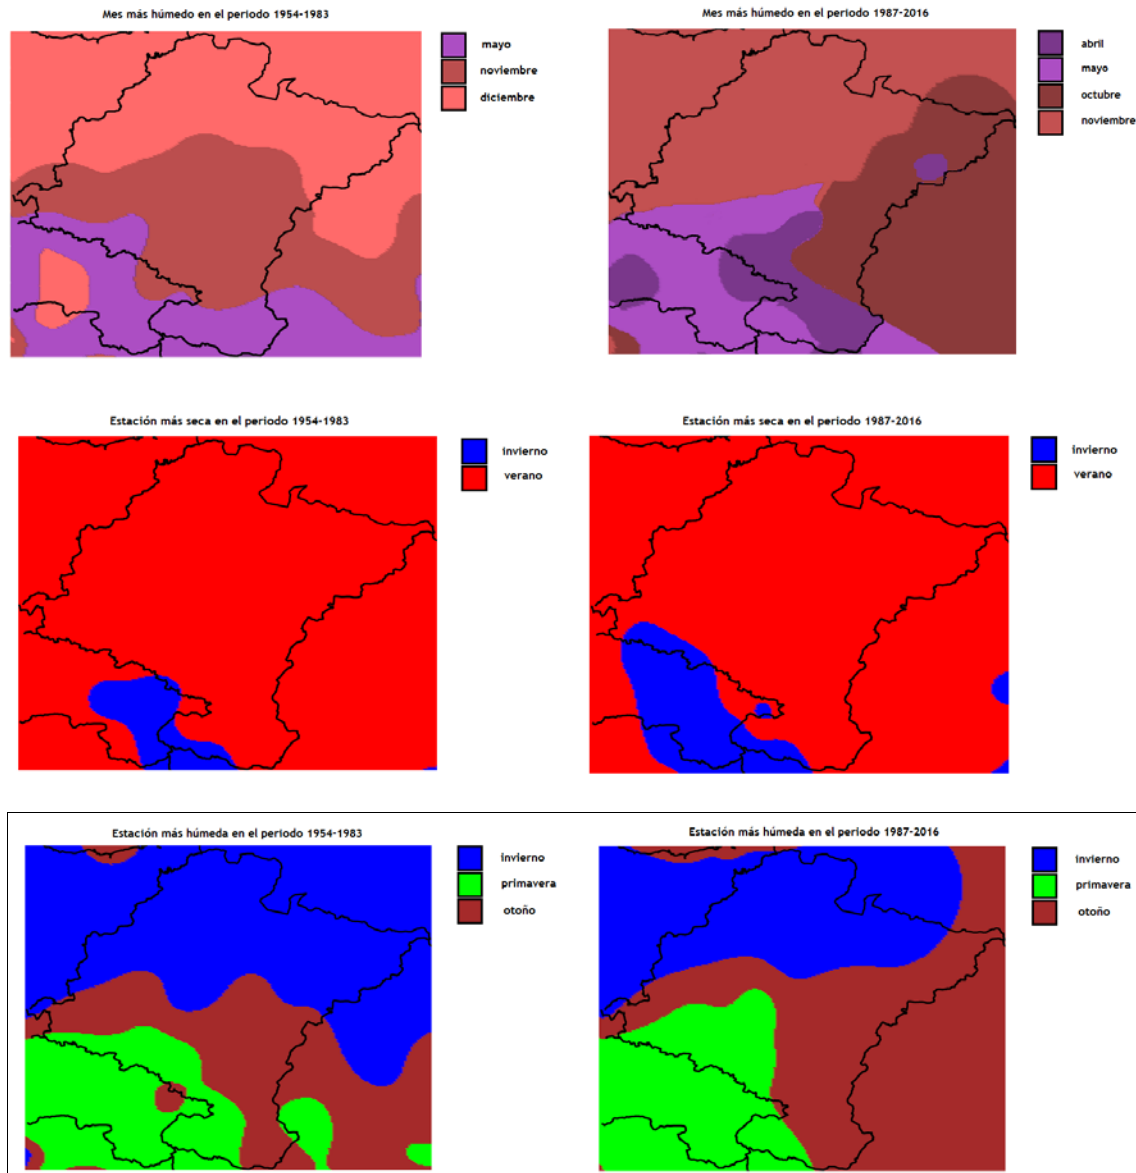 Mes más húmedo en el periodo 1954-1983
mayo
noviembre
diciembre
Mes más húmedo en el periodo 1987-2016
abril
mayo
octubre
noviembre
Estación más seca en el periodo 1954-1983
invierno
verano
Estación más seca en el periodo 1987-2016
invierno
verano
Estación más húmeda en el periodo 1954-1983
invierno
primavera
otoño
Estación más húmeda en el periodo 1987-2016
invierno
primavera
otoño